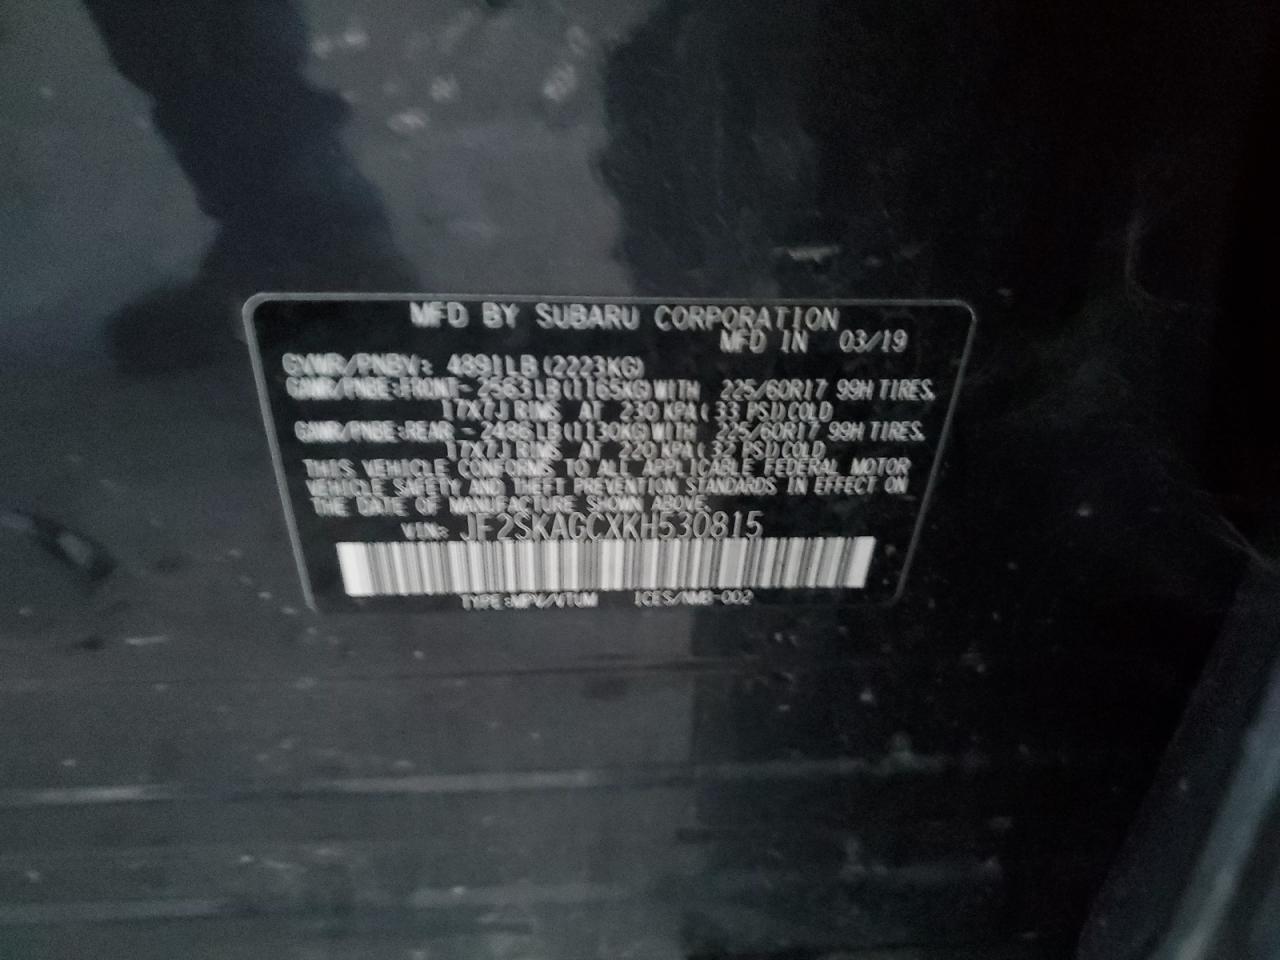 MFD BY SUBARU CORPORATION
MFD IN 03/19
GVWR/PNBV: 4891LB(2223KG)
GAWR/PNBE:FRONT- 2563LB(1165KG)WITH 225/60R17 99H TIRES,
17X7J RIMS AT 230 KPA( 33 PSI)COLD
GAWR/PNBE:REAR - 2486LB(1130KG)WITH 225/60R17 99H TIRES,
17X7J RIMS AT 220 KPA( 32 PSI)COLD
THIS VEHICLE CONFORMS TO ALL APPLICABLE FEDERAL MOTOR
VEHICLE SAFETY AND THEFT PREVENTION STANDARDS IN EFFECT ON
THE DATE OF MANUFACTURE SHOWN ABOVE.
VIN: JF2SKAGCXKH530815
TYPE:MPV/VTUM ICES/NMB-002